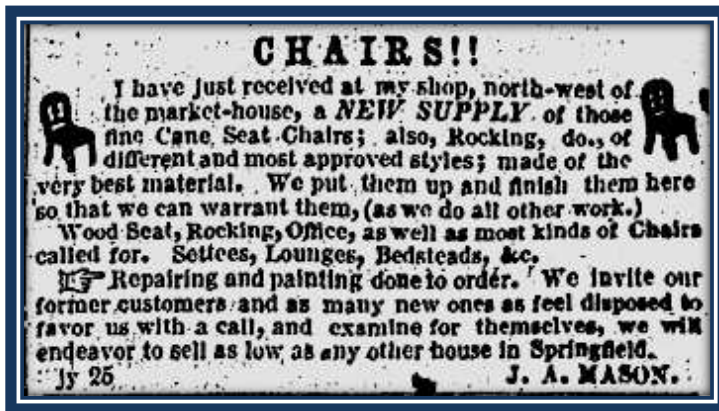 CHAIRS!!
I have just received at my shop, north-west of
the market-house, a NEW SUPPLY of those
fine Cane Seat Chairs; also, Rocking, do., of
different and most approved styles; made of the
very best material. We put them up and finish them here
so that we can warrant them, (as we do all other work.)
Wood Seat, Rocking, Office, as well as most kinds of Chairs
called for. Settees, Lounges, Bedsteads, &c.
☞ Repairing and painting done to order. We invite our
former customers and as many new ones as feel disposed to
favor us with a call, and examine for themselves, we will
endeavor to sell as low as any other house in Springfield.
jy 25 J. A. MASON.